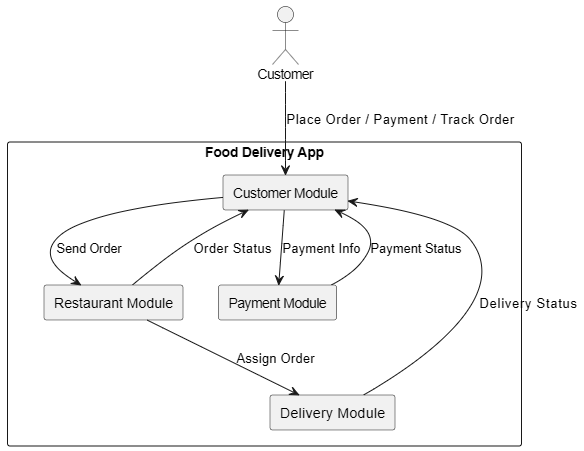 Customer
Place Order / Payment / Track Order
Food Delivery App
Customer Module
Send Order
Order Status
Payment Info
Payment Status
Restaurant Module
Payment Module
Delivery Status
Assign Order
Delivery Module